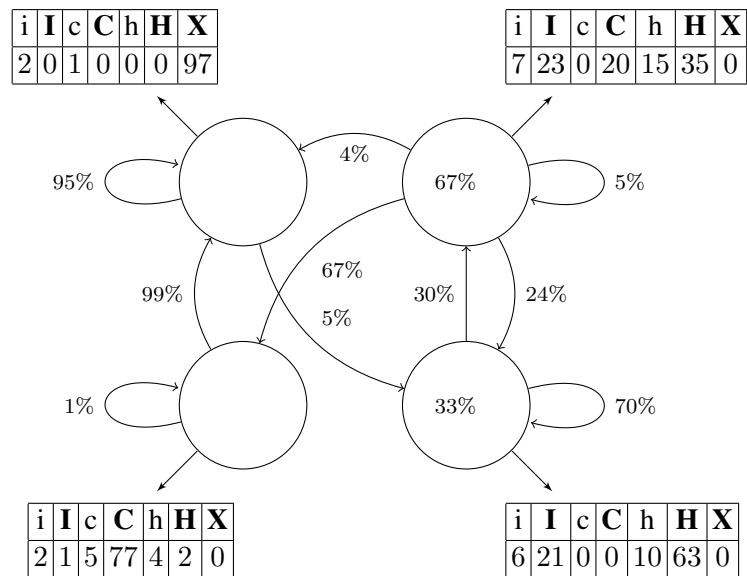 i I c C h H X
2 0 1 0 0 0 97
i I c C h H X
7 23 0 20 15 35 0
4%
95%
67%
5%
67%
99%
30%
24%
5%
1%
33%
70%
i I c C h H X
2 1 5 77 4 2 0
i I c C h H X
6 21 0 0 10 63 0